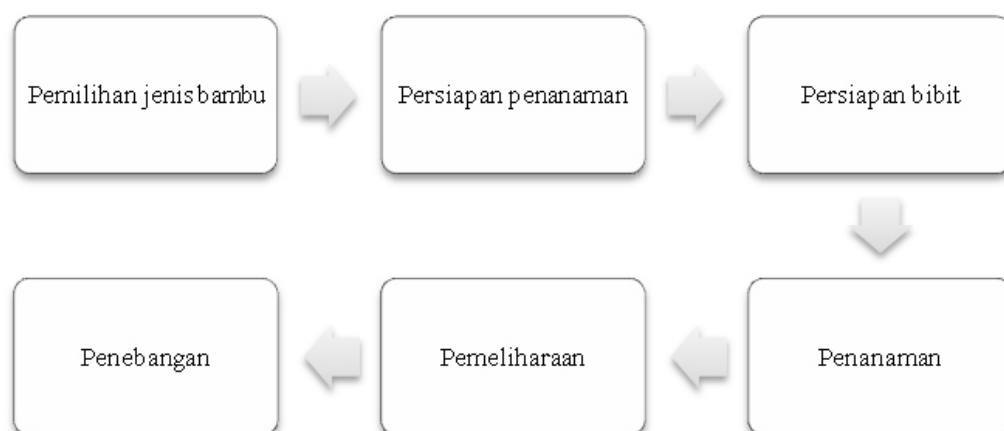 Pemilihan jenis bambu
Persiapan penanaman
Persiapan bibit
Penanaman
Pemeliharaan
Penebangan